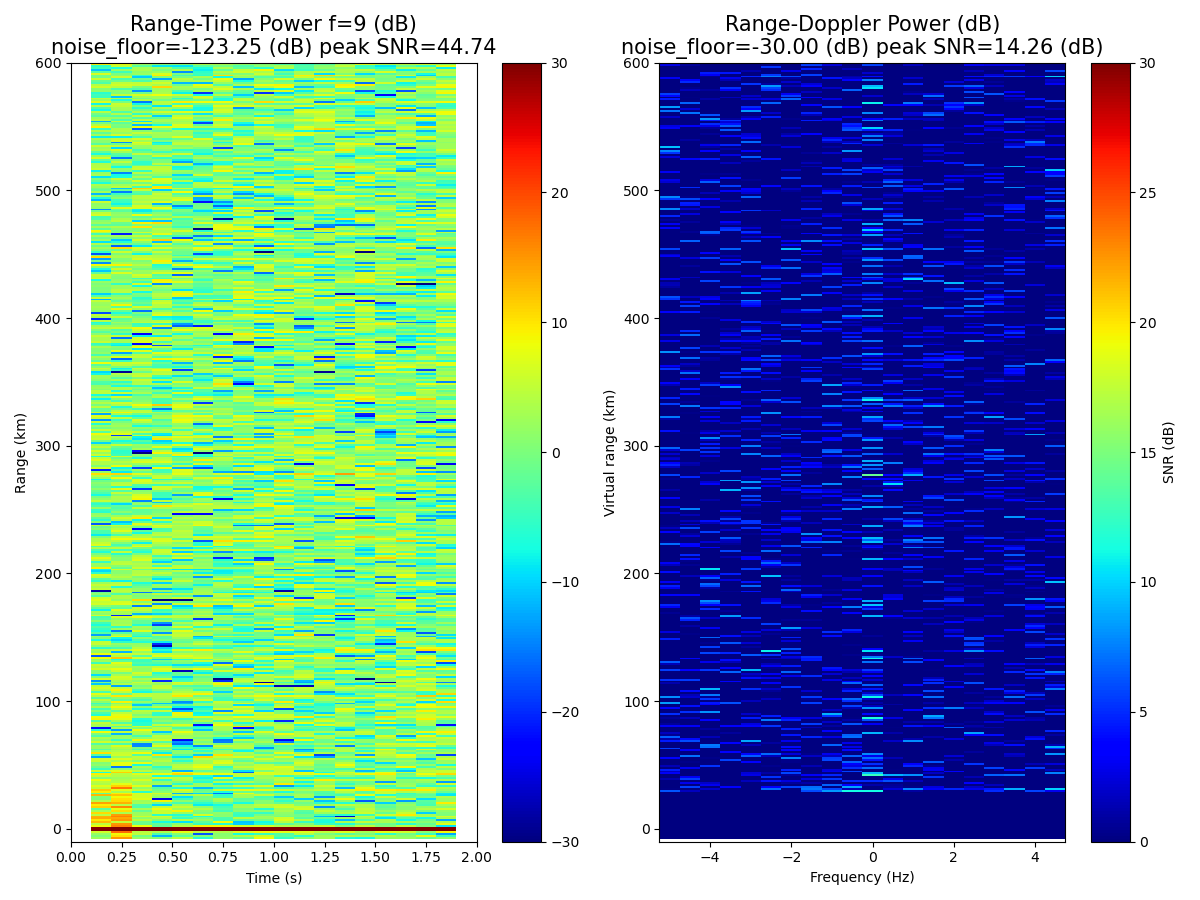 Range-Time Power f=9 (dB)
noise_floor=-123.25 (dB) peak SNR=44.74
Range (km)
600
500
400
300
200
100
0
0.00 0.25 0.50 0.75 1.00 1.25 1.50 1.75 2.00
Time (s)
30
20
10
0
−10
−20
−30
Range-Doppler Power (dB)
noise_floor=-30.00 (dB) peak SNR=14.26 (dB)
Virtual range (km)
600
500
400
300
200
100
0
−4 −2 0 2 4
Frequency (Hz)
30
25
20
15
10
5
0
SNR (dB)